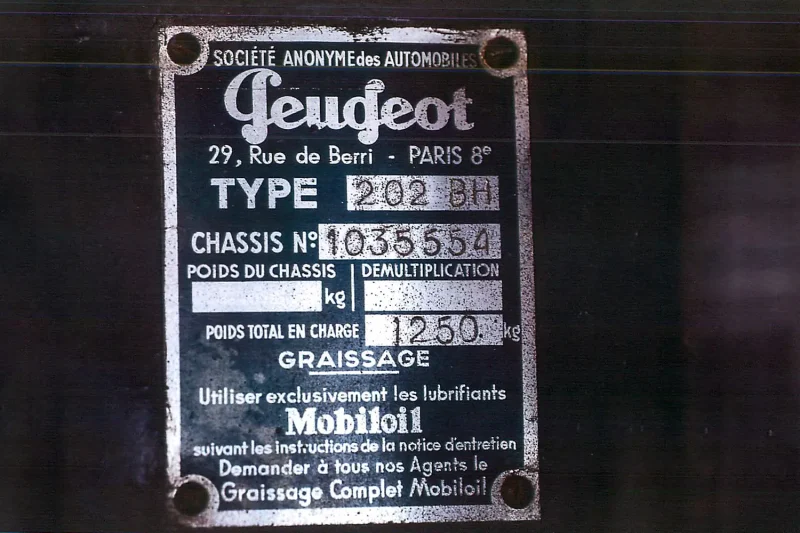 SOCIÉTÉ ANONYME des AUTOMOBILES
Peugeot
29, Rue de Berri - PARIS 8e
TYPE 202 BH
CHASSIS No 1035554
POIDS DU CHASSIS DEMULTIPLICATION
kg
POIDS TOTAL EN CHARGE 1250 kg
GRAISSAGE
Utiliser exclusivement les lubrifiants
Mobiloil
suivant les instructions de la notice d'entretien
Demander à tous nos Agents le
Graissage Complet Mobiloil